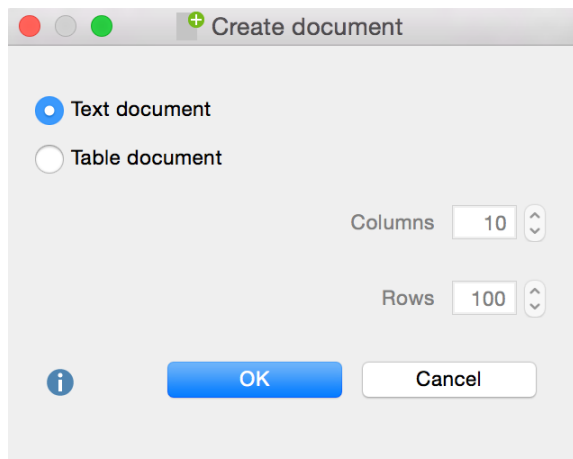 Create document
Text document
Table document
Columns 10
Rows 100
OK Cancel